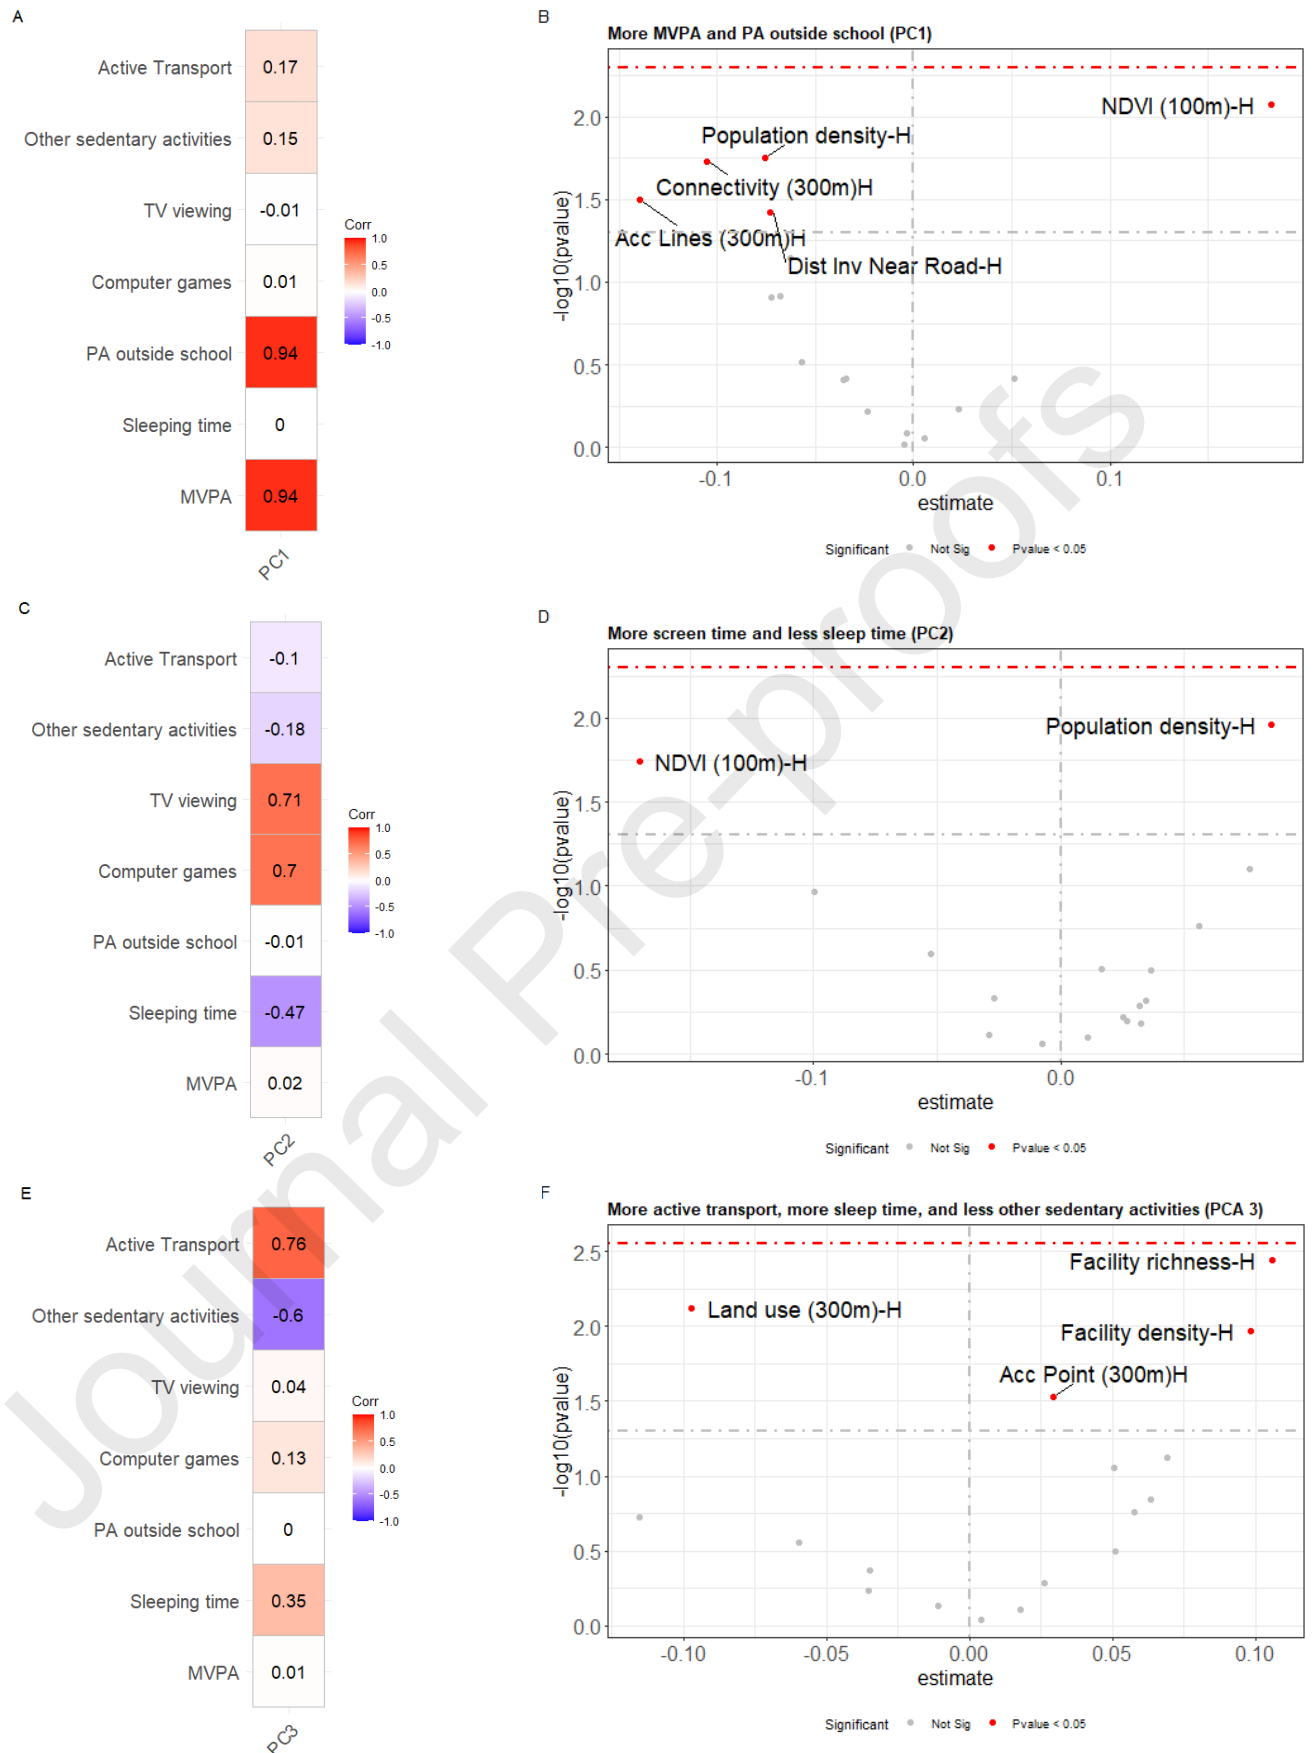 A
Active Transport
0.17
Other sedentary activities
0.15
TV viewing
-0.01
Computer games
0.01
PA outside school
0.94
Sleeping time
0
MVPA
0.94
PC1
Corr
1.0
0.5
0.0
-0.5
-1.0
B
More MVPA and PA outside school (PC1)
NDVI (100m)-H
Population density-H
Connectivity (300m)H
Acc Lines (300m)H
Dist Inv Near Road-H
-log10(pvalue)
2.0
1.5
1.0
0.5
0.0
-0.1
0.0
0.1
estimate
Significant Not Sig Pvalue < 0.05
C
Active Transport
-0.1
Other sedentary activities
-0.18
TV viewing
0.71
Computer games
0.7
PA outside school
-0.01
Sleeping time
-0.47
MVPA
0.02
PC2
Corr
1.0
0.5
0.0
-0.5
-1.0
D
More screen time and less sleep time (PC2)
Population density-H
NDVI (100m)-H
-log10(pvalue)
2.0
1.5
1.0
0.5
0.0
-0.1
0.0
estimate
Significant Not Sig Pvalue < 0.05
E
Active Transport
0.76
Other sedentary activities
-0.6
TV viewing
0.04
Computer games
0.13
PA outside school
0
Sleeping time
0.35
MVPA
0.01
PC3
Corr
1.0
0.5
0.0
-0.5
-1.0
F
More active transport, more sleep time, and less other sedentary activities (PCA 3)
Facility richness-H
Land use (300m)-H
Facility density-H
Acc Point (300m)H
-log10(pvalue)
2.5
2.0
1.5
1.0
0.5
0.0
-0.10
-0.05
0.00
0.05
0.10
estimate
Significant Not Sig Pvalue < 0.05
Journal Pre-proofs